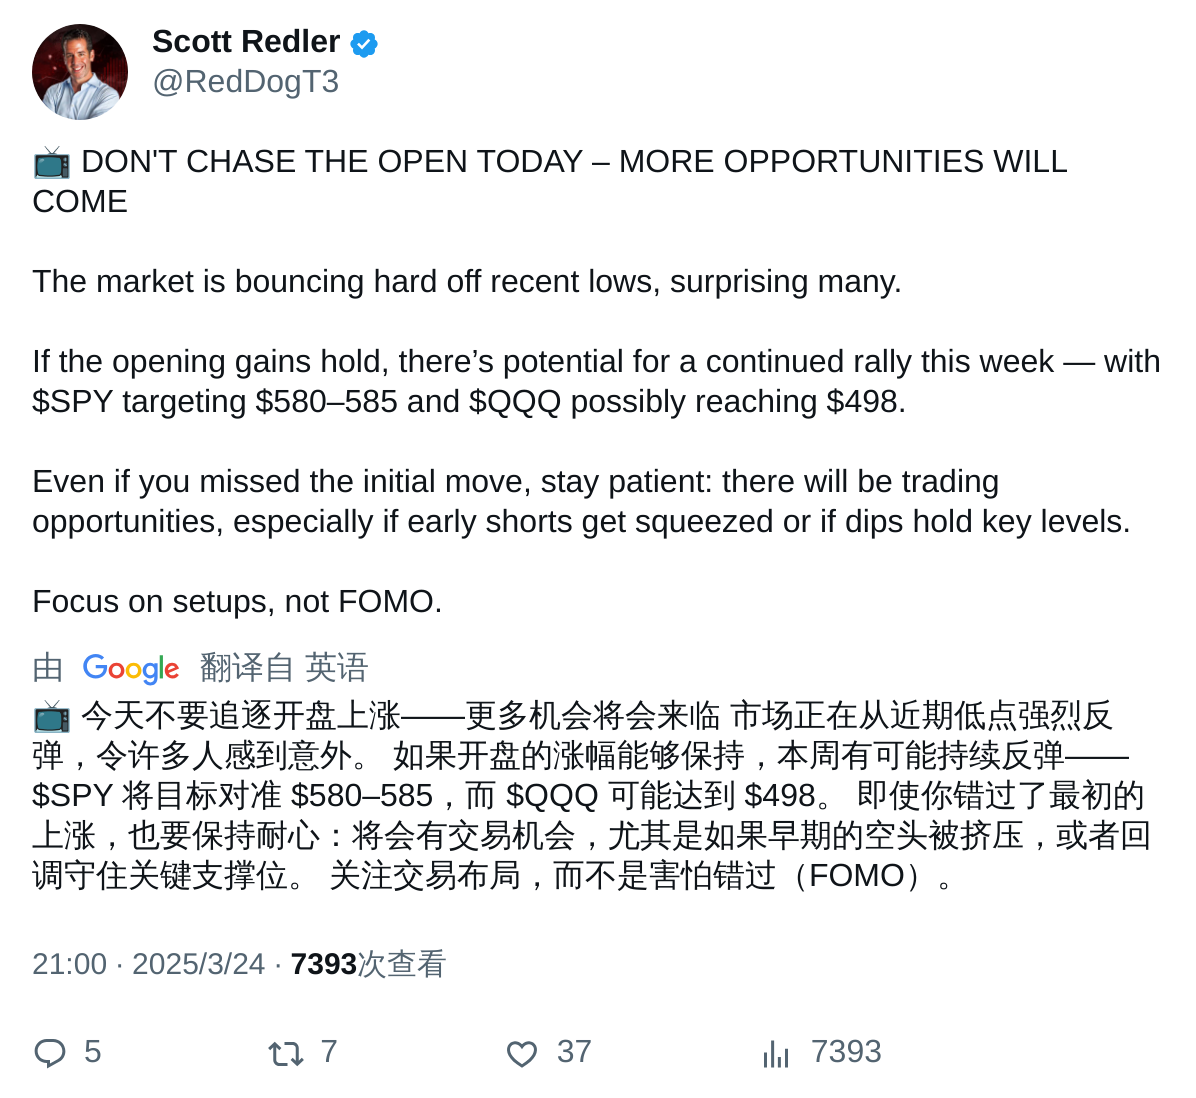 Scott Redler
@RedDogT3
📺 DON'T CHASE THE OPEN TODAY – MORE OPPORTUNITIES WILL
COME
The market is bouncing hard off recent lows, surprising many.
If the opening gains hold, there’s potential for a continued rally this week — with
$SPY targeting $580–585 and $QQQ possibly reaching $498.
Even if you missed the initial move, stay patient: there will be trading
opportunities, especially if early shorts get squeezed or if dips hold key levels.
Focus on setups, not FOMO.
由 Google 翻译自 英语
📺 今天不要追逐开盘上涨——更多机会将会来临 市场正在从近期低点强烈反
弹，令许多人感到意外。 如果开盘的涨幅能够保持，本周有可能持续反弹——
$SPY 将目标对准 $580–585，而 $QQQ 可能达到 $498。 即使你错过了最初的
上涨，也要保持耐心：将会有交易机会，尤其是如果早期的空头被挤压，或者回
调守住关键支撑位。 关注交易布局，而不是害怕错过（FOMO）。
21:00 · 2025/3/24 · 7393次查看
5 7 37 7393